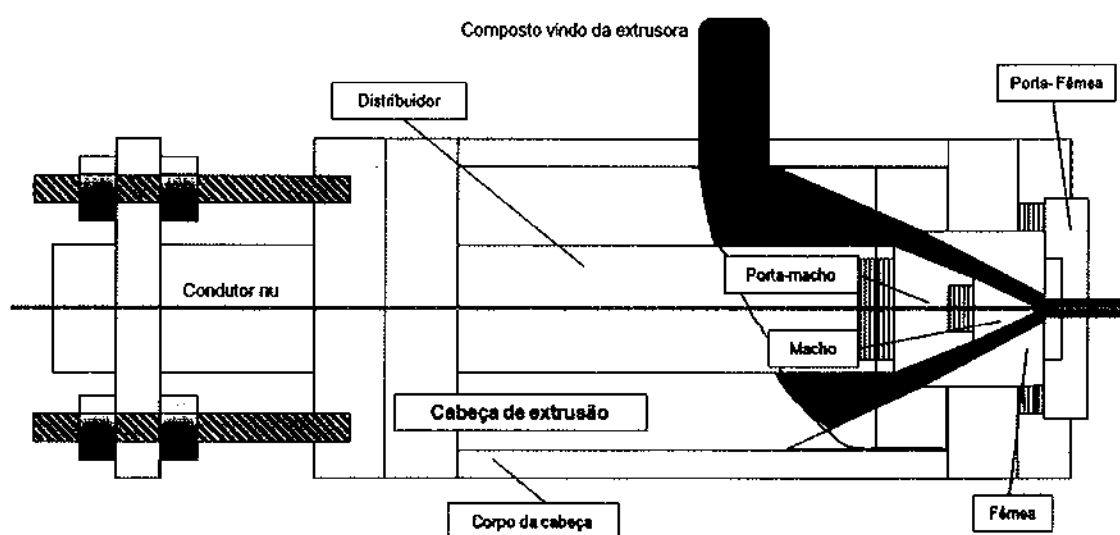 Composto vindo da extrusora
Porta- Fêmea
Distribuidor
Porta-macho
Condutor nu
Macho
Cabeça de extrusão
Corpo da cabeça
Fêmea